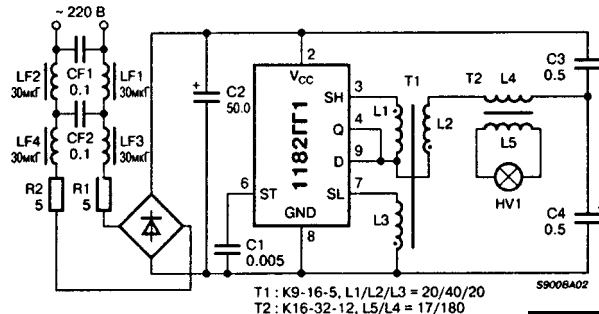 ~ 220 В
LF2
30мкГ
CF1
0.1
LF1
30мкГ
LF4
30мкГ
CF2
0.1
LF3
30мкГ
R2
5
R1
5
+
C2
50.0
6
C1
0.005
2
Vcc
1182ГГ1
SH
Q
D
SL
ST
GND
3
4
9
7
8
T1
L1
L2
L3
T2
L4
L5
HV1
C3
0.5
C4
0.5
S900BA02
T1 : K9-16-5, L1/L2/L3 = 20/40/20
T2 : K16-32-12, L5/L4 = 17/180